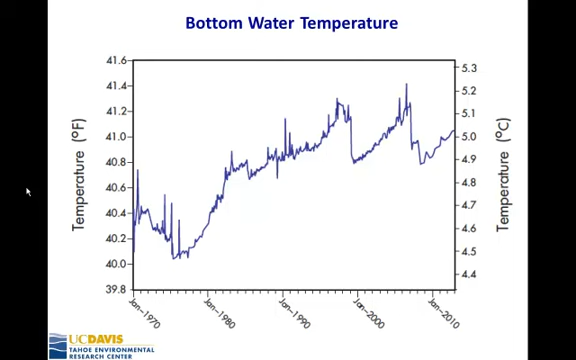 Bottom Water Temperature
41.6
41.4
41.2
41.0
40.8
40.6
40.4
40.2
40.0
39.8
Temperature (°F)
5.3
5.2
5.1
5.0
4.9
4.8
4.7
4.6
4.5
4.4
Temperature (°C)
Jan-1970
Jan-1980
Jan-1990
Jan-2000
Jan-2010
UCDAVIS
TAHOE ENVIRONMENTAL
RESEARCH CENTER